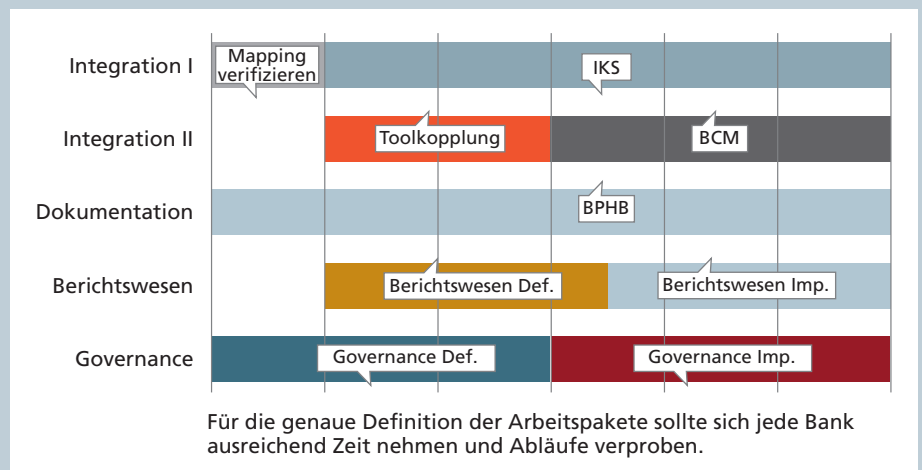 Integration I
Mapping
verifizieren
IKS
Integration II
Toolkopplung
BCM
Dokumentation
BPHB
Berichtswesen
Berichtswesen Def.
Berichtswesen Imp.
Governance
Governance Def.
Governance Imp.
Für die genaue Definition der Arbeitspakete sollte sich jede Bank
ausreichend Zeit nehmen und Abläufe verproben.